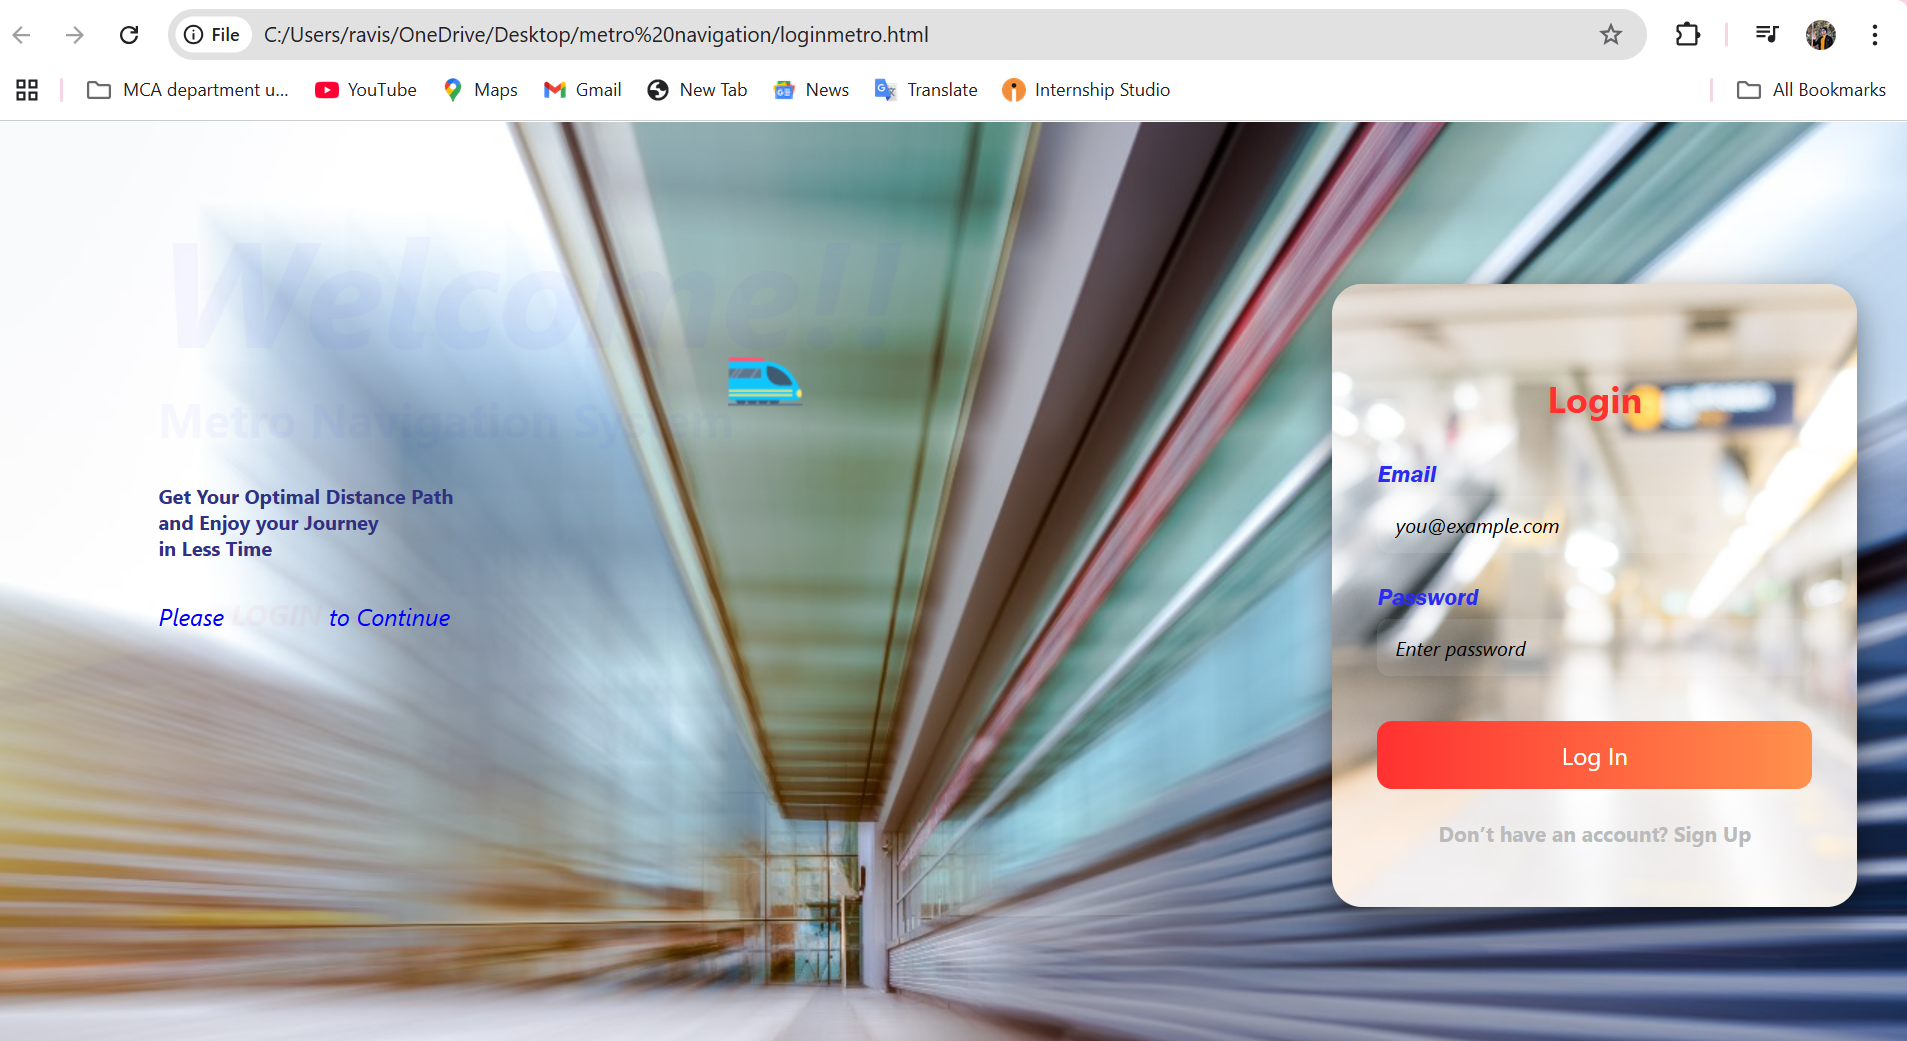 File C:/Users/ravis/OneDrive/Desktop/metro%20navigation/loginmetro.html
MCA department u... YouTube Maps Gmail New Tab News Translate Internship Studio All Bookmarks
Welcome!!
Metro Navigation System
Get Your Optimal Distance Path
and Enjoy your Journey
in Less Time
Please LOGIN to Continue
Login
Email
you@example.com
Password
Enter password
Log In
Don’t have an account? Sign Up